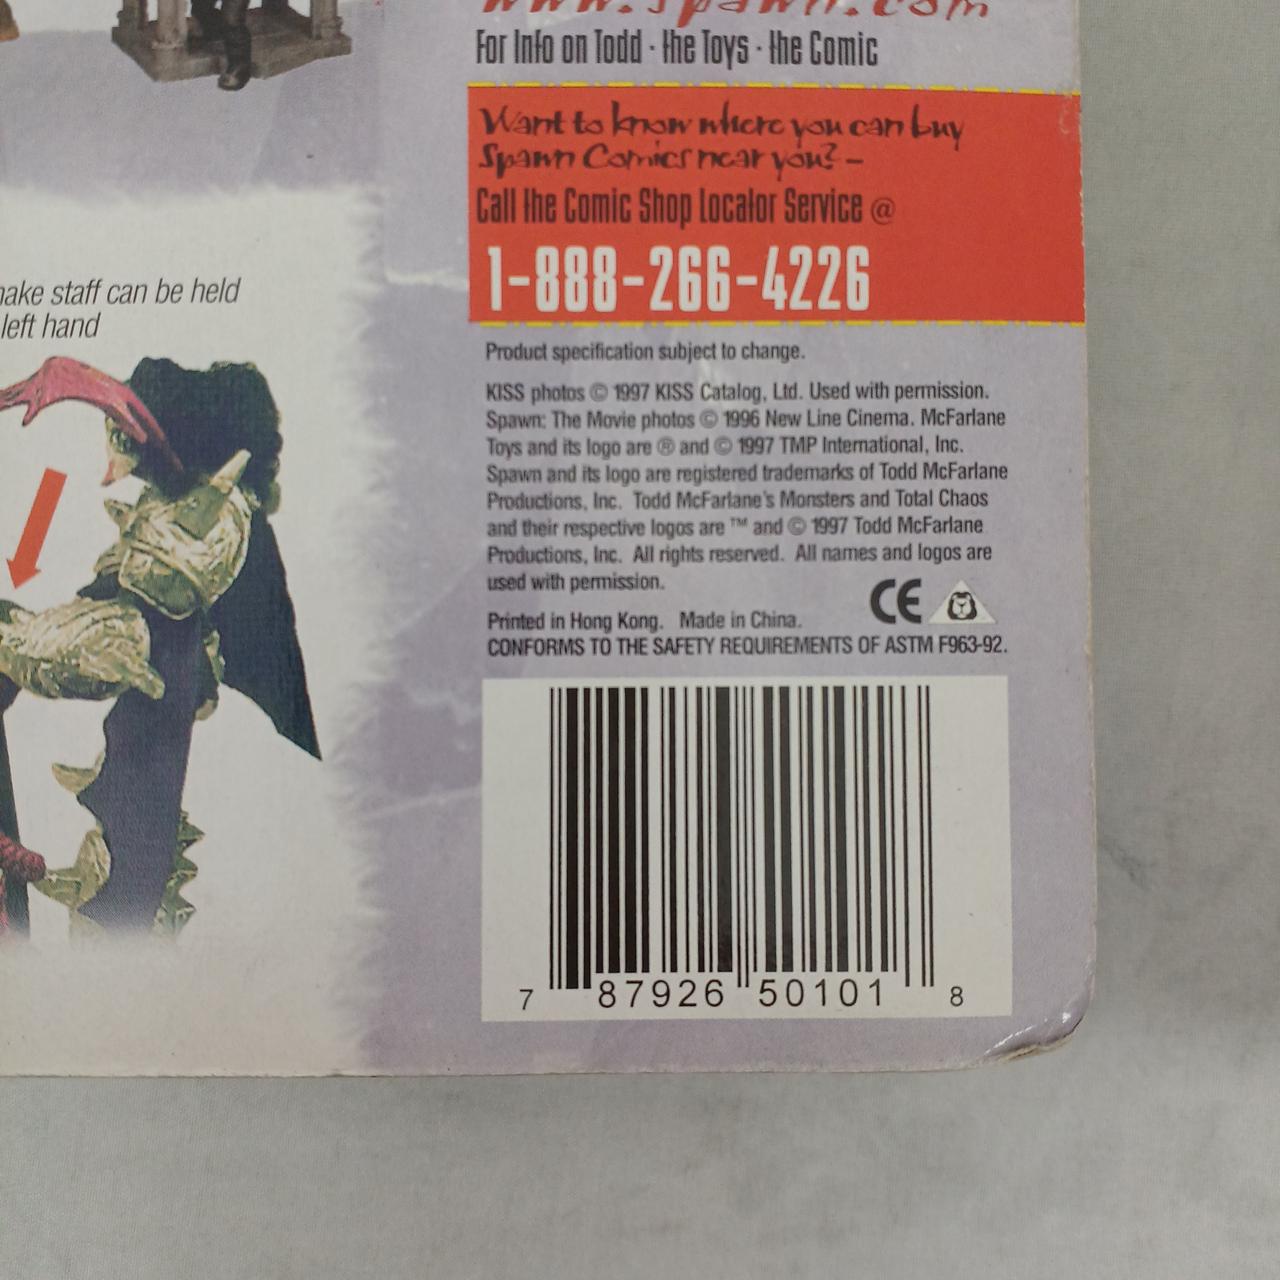 www.spawn.com
For Info on Todd · the Toys · the Comic
Want to know where you can buy
Spawn Comics near you? –
Call the Comic Shop Locator Service @
1-888-266-4226
staff can be held
left hand
Product specification subject to change.
KISS photos © 1997 KISS Catalog, Ltd. Used with permission.
Spawn: The Movie photos © 1996 New Line Cinema. McFarlane
Toys and its logo are ® and © 1997 TMP International, Inc.
Spawn and its logo are registered trademarks of Todd McFarlane
Productions, Inc. Todd McFarlane's Monsters and Total Chaos
and their respective logos are ™ and © 1997 Todd McFarlane
Productions, Inc. All rights reserved. All names and logos are
used with permission.
CE
Printed in Hong Kong. Made in China.
CONFORMS TO THE SAFETY REQUIREMENTS OF ASTM F963-92.
7 87926 50101 8